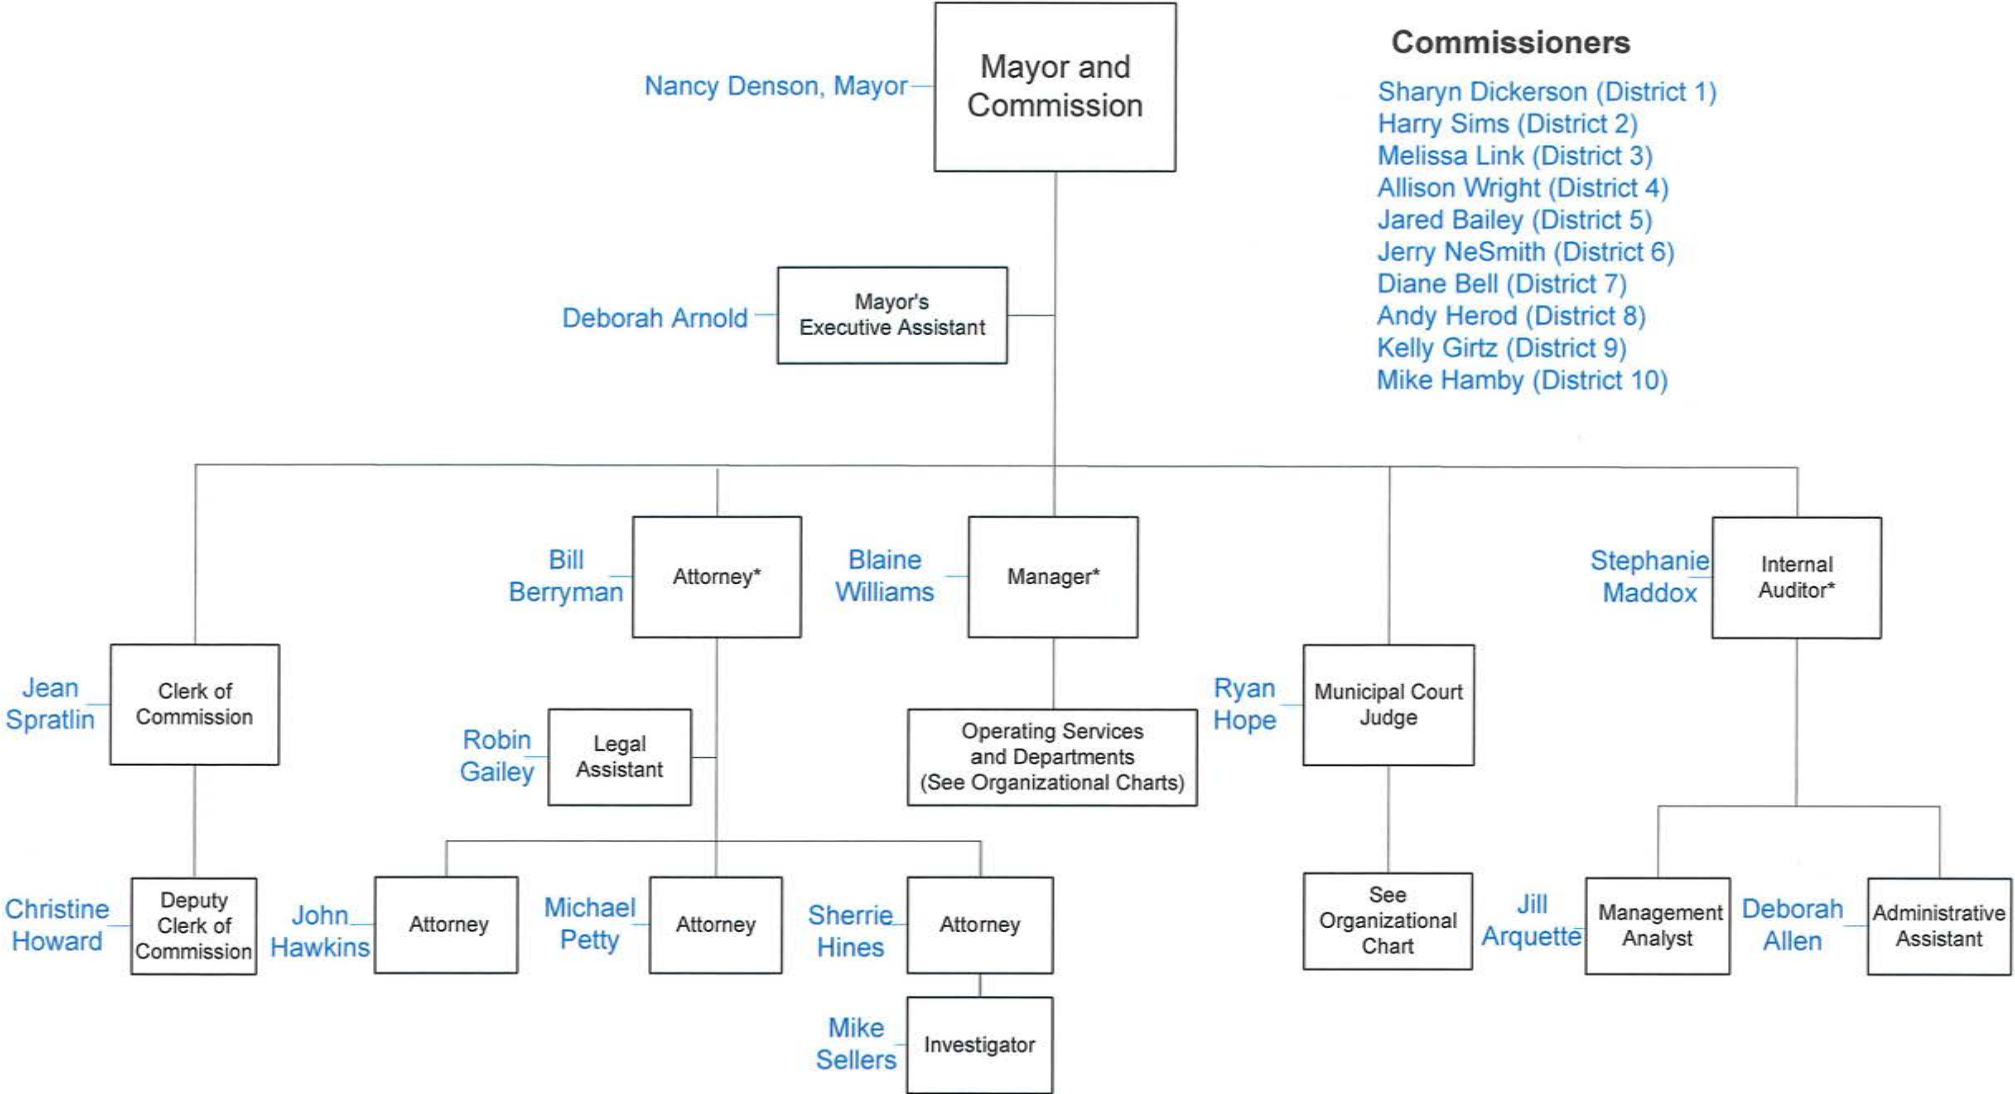 Mayor and
Commission
Nancy Denson, Mayor
Commissioners
Sharyn Dickerson (District 1)
Harry Sims (District 2)
Melissa Link (District 3)
Allison Wright (District 4)
Jared Bailey (District 5)
Jerry NeSmith (District 6)
Diane Bell (District 7)
Andy Herod (District 8)
Kelly Girtz (District 9)
Mike Hamby (District 10)
Deborah Arnold
Mayor's
Executive Assistant
Bill
Berryman
Attorney*
Blaine
Williams
Manager*
Stephanie
Maddox
Internal
Auditor*
Jean
Spratlin
Clerk of
Commission
Robin
Gailey
Legal
Assistant
Operating Services
and Departments
(See Organizational Charts)
Ryan
Hope
Municipal Court
Judge
Christine
Howard
Deputy
Clerk of
Commission
John
Hawkins
Attorney
Michael
Petty
Attorney
Sherrie
Hines
Attorney
See
Organizational
Chart
Jill
Arquette
Management
Analyst
Deborah
Allen
Administrative
Assistant
Mike
Sellers
Investigator